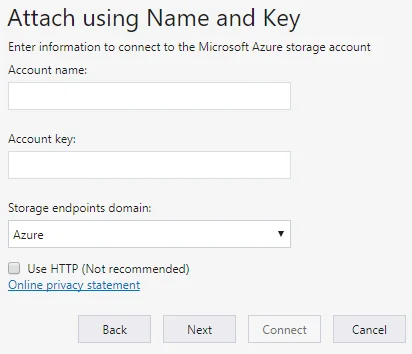 Attach using Name and Key
Enter information to connect to the Microsoft Azure storage account
Account name:
Account key:
Storage endpoints domain:
Azure
Use HTTP (Not recommended)
Online privacy statement
Back Next Connect Cancel